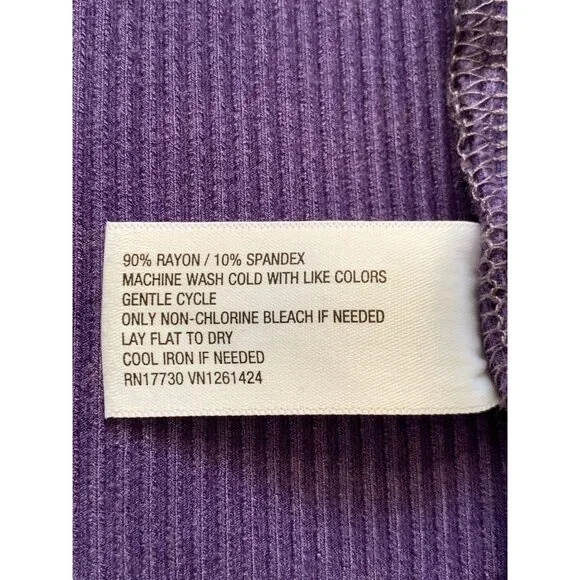 90% RAYON / 10% SPANDEX
MACHINE WASH COLD WITH LIKE COLORS
GENTLE CYCLE
ONLY NON-CHLORINE BLEACH IF NEEDED
LAY FLAT TO DRY
COOL IRON IF NEEDED
RN17730 VN1261424